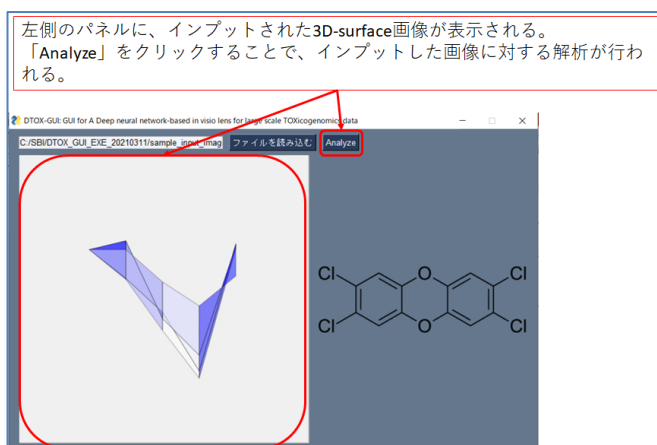 左側のパネルに、インプットされた3D-surface画像が表示される。
「Analyze」をクリックすることで、インプットした画像に対する解析が行わ
れる。
DTOX-GUI: GUI for A Deep neural network-based in visio lens for large scale TOXicogenomics data
C:/SBI/DTOX_GUI_EXE_20210311/sample_input_imag
ファイルを読み込む
Analyze
Cl O Cl
Cl O Cl